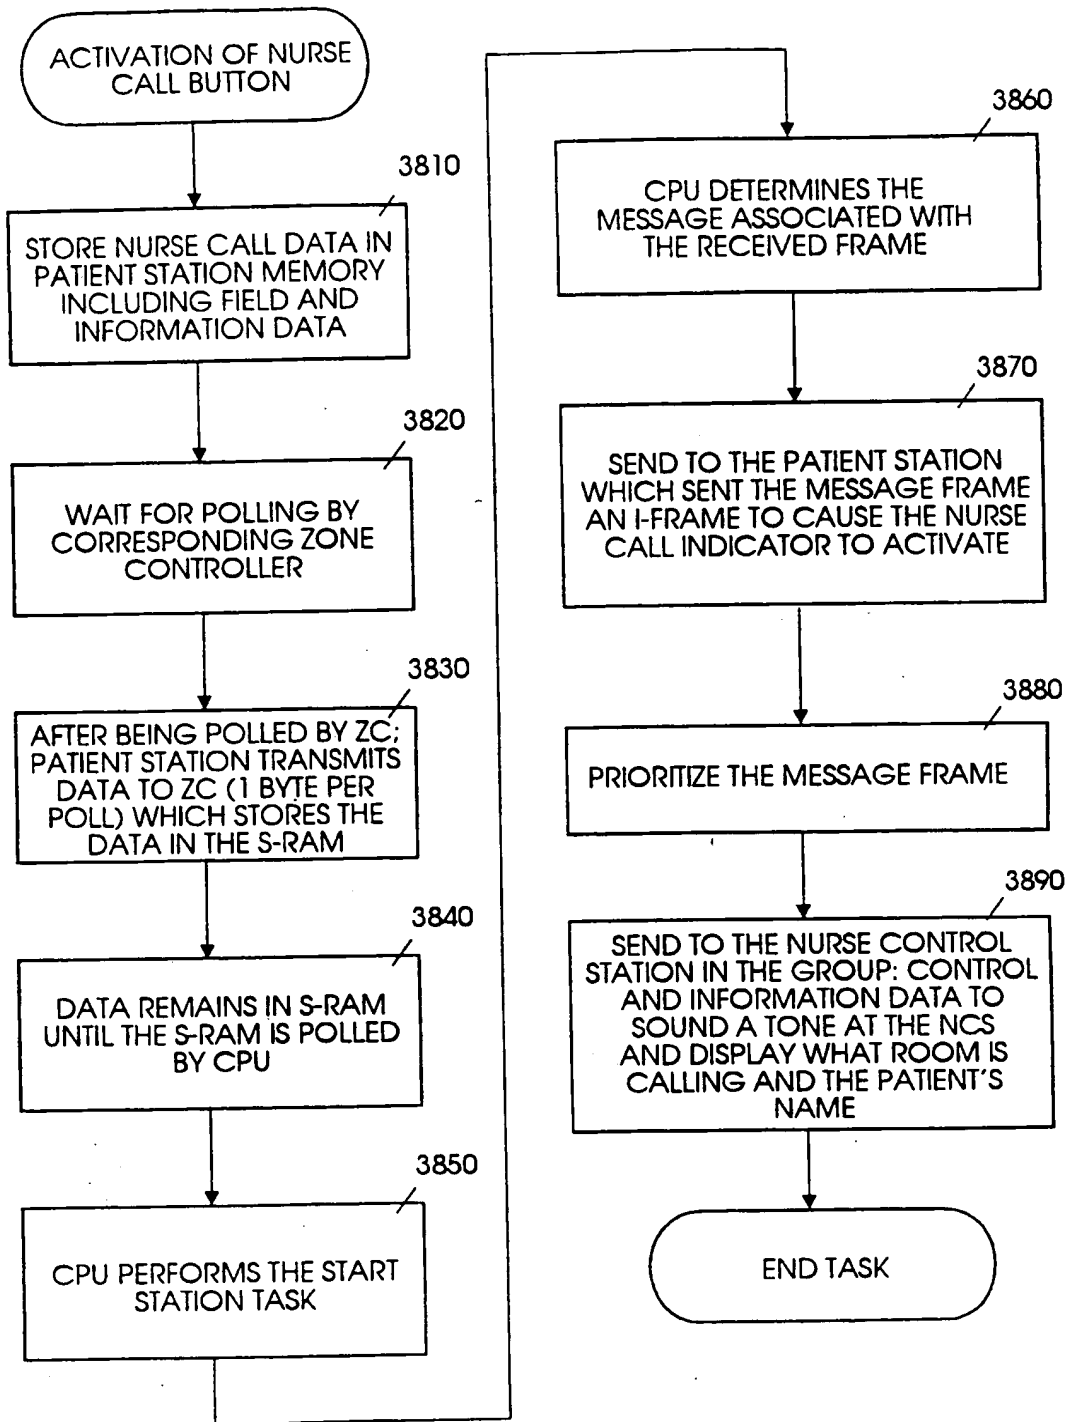 ACTIVATION OF NURSE
CALL BUTTON
3810
STORE NURSE CALL DATA IN
PATIENT STATION MEMORY
INCLUDING FIELD AND
INFORMATION DATA
3820
WAIT FOR POLLING BY
CORRESPONDING ZONE
CONTROLLER
3830
AFTER BEING POLLED BY ZC;
PATIENT STATION TRANSMITS
DATA TO ZC (1 BYTE PER
POLL) WHICH STORES THE
DATA IN THE S-RAM
3840
DATA REMAINS IN S-RAM
UNTIL THE S-RAM IS POLLED
BY CPU
3850
CPU PERFORMS THE START
STATION TASK
3860
CPU DETERMINES THE
MESSAGE ASSOCIATED WITH
THE RECEIVED FRAME
3870
SEND TO THE PATIENT STATION
WHICH SENT THE MESSAGE FRAME
AN I-FRAME TO CAUSE THE NURSE
CALL INDICATOR TO ACTIVATE
3880
PRIORITIZE THE MESSAGE FRAME
3890
SEND TO THE NURSE CONTROL
STATION IN THE GROUP: CONTROL
AND INFORMATION DATA TO
SOUND A TONE AT THE NCS
AND DISPLAY WHAT ROOM IS
CALLING AND THE PATIENT'S
NAME
END TASK